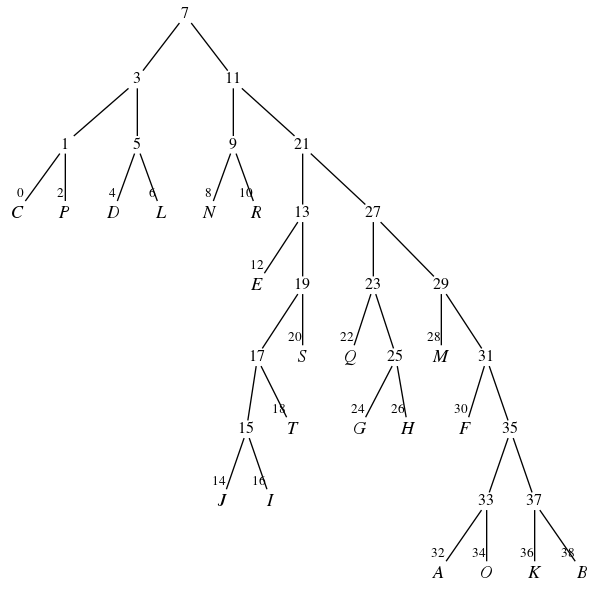 7
3 11
1 5 9 21
0 2 4 6 8 10
C P D L N R 13 27
12
E 19 23 29
20 22 28
17 S Q 25 M 31
18 24 26 30
15 T G H F 35
14 16
J I 33 37
32 34 36 38
A O K B